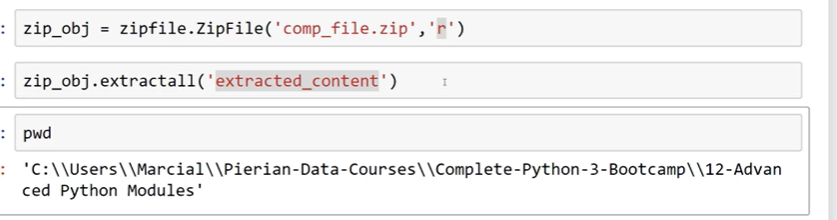 : zip_obj = zipfile.ZipFile('comp_file.zip','r')
: zip_obj.extractall('extracted_content')
: pwd
: 'C:\\Users\\Marcial\\Pierian-Data-Courses\\Complete-Python-3-Bootcamp\\12-Advan
ced Python Modules'